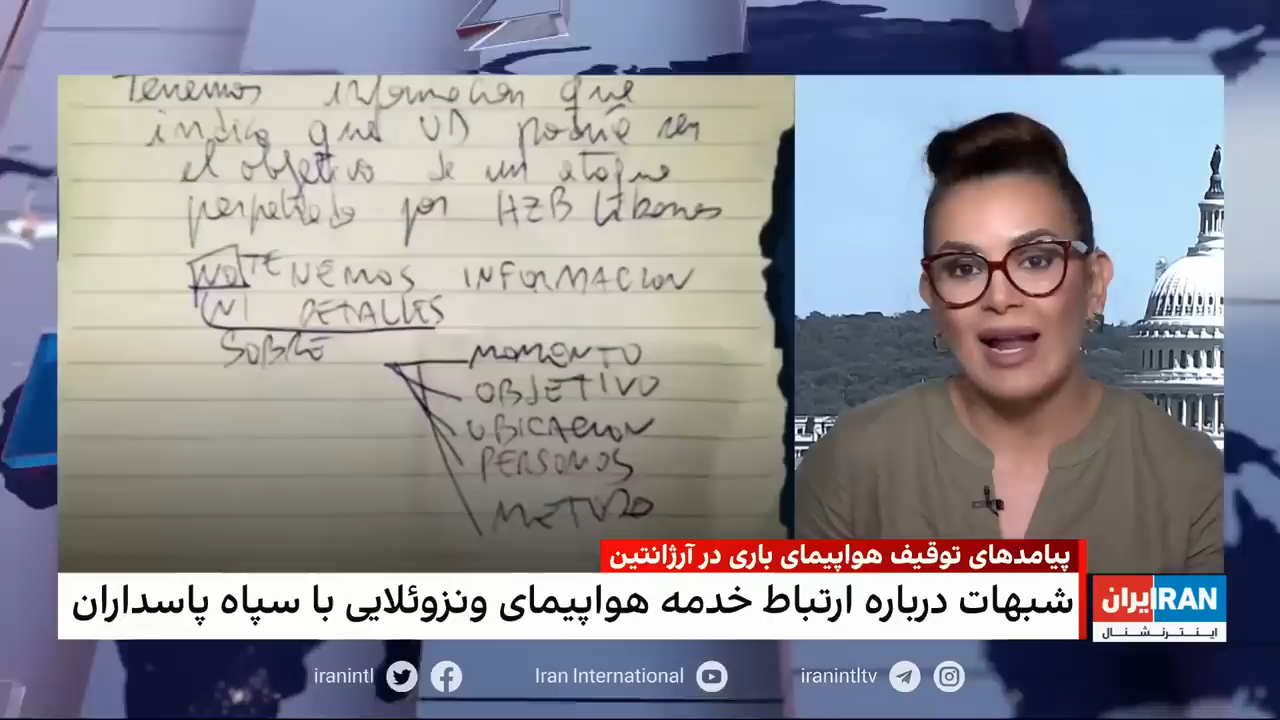 Tenemos informacion que
indica que UD podría ser
el objetivo de un ataque
perpetrado por HZB Libanes
NO TENEMOS INFORMACION
NI DETALLES
SOBRE
MOMENTO
OBJETIVO
UBICACION
PERSONAS
METODO
پیامدهای توقیف هواپیمای باری در آرژانتین
شبهات درباره ارتباط خدمه هواپیمای ونزوئلایی با سپاه پاسداران
ایران IRAN
اینترنشنال
iranintl
Iran International
iranintltv